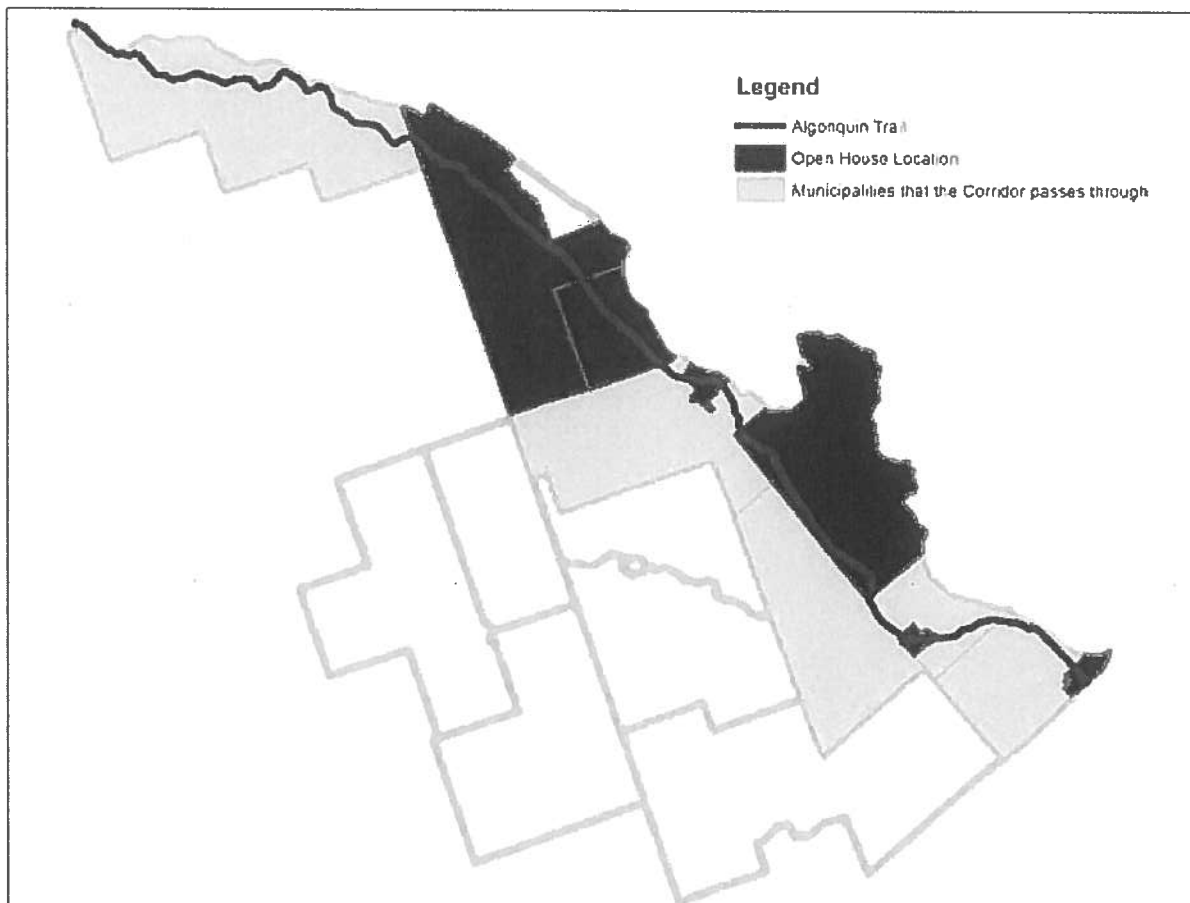 Legend
Algonquin Trail
Open House Location
Municipalities that the Corridor passes through